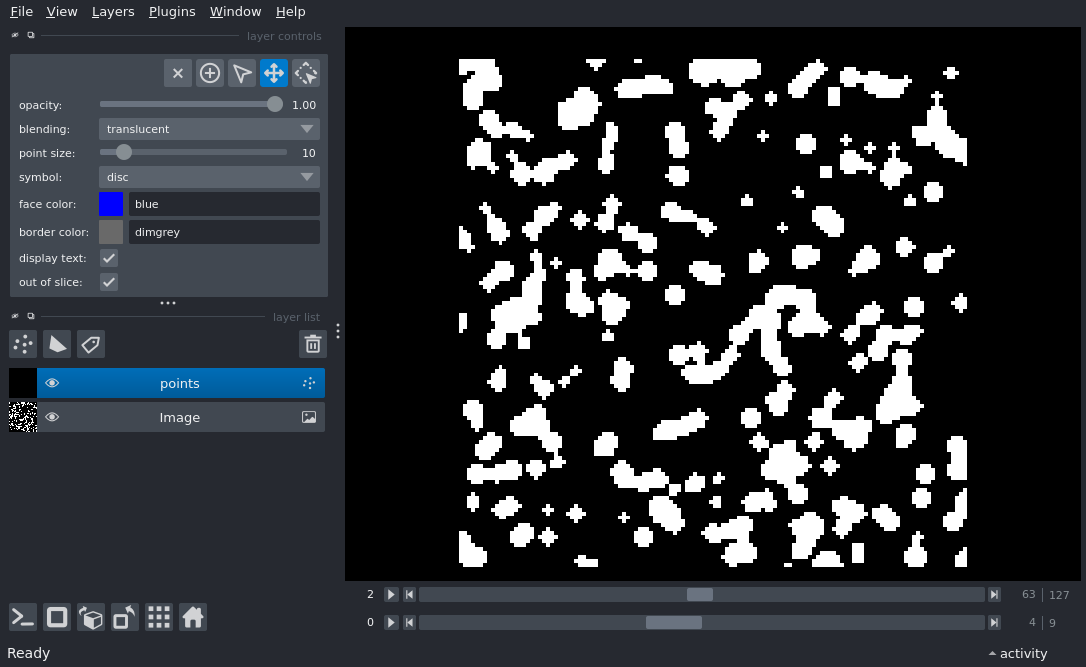 File View Layers Plugins Window Help
layer controls
opacity: 1.00
blending: translucent
point size: 10
symbol: disc
face color: blue
border color: dimgrey
display text:
out of slice:
layer list
points
Image
2 63 | 127
0 4 | 9
Ready activity